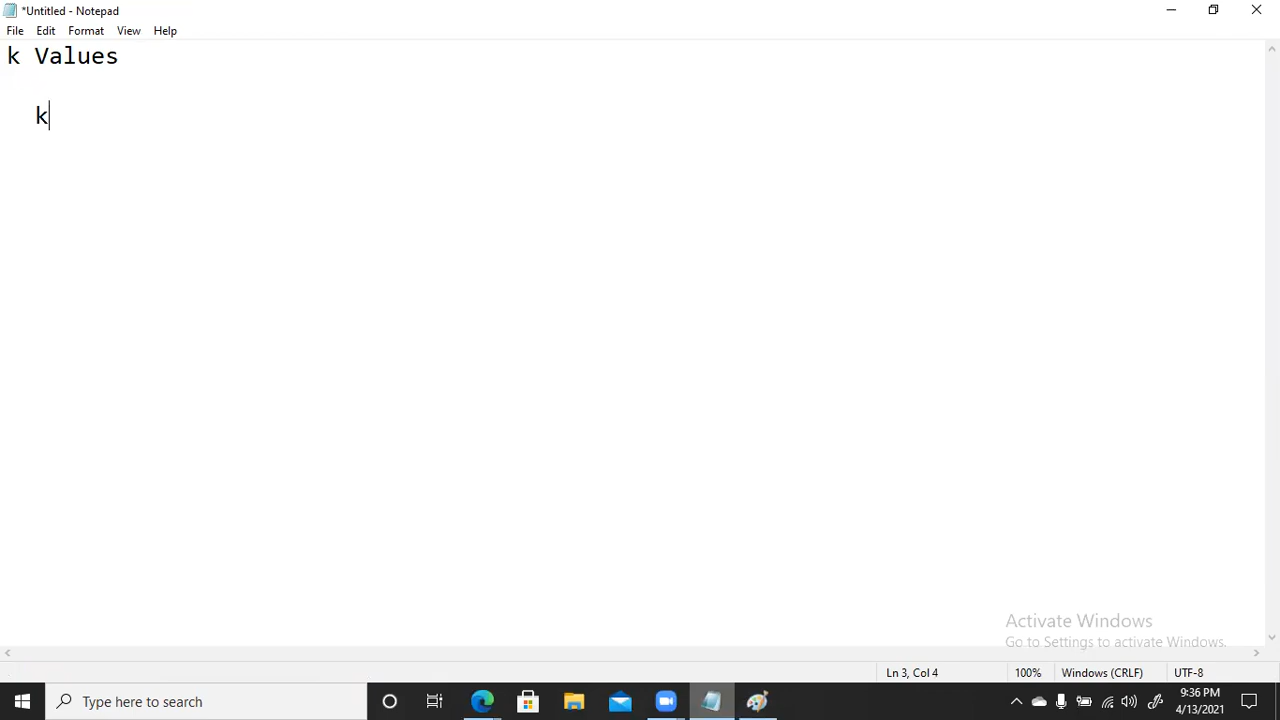 *Untitled - Notepad
File Edit Format View Help
k Values
k
Activate Windows
Go to Settings to activate Windows.
Ln 3, Col 4 100% Windows (CRLF) UTF-8
Type here to search
9:36 PM
4/13/2021